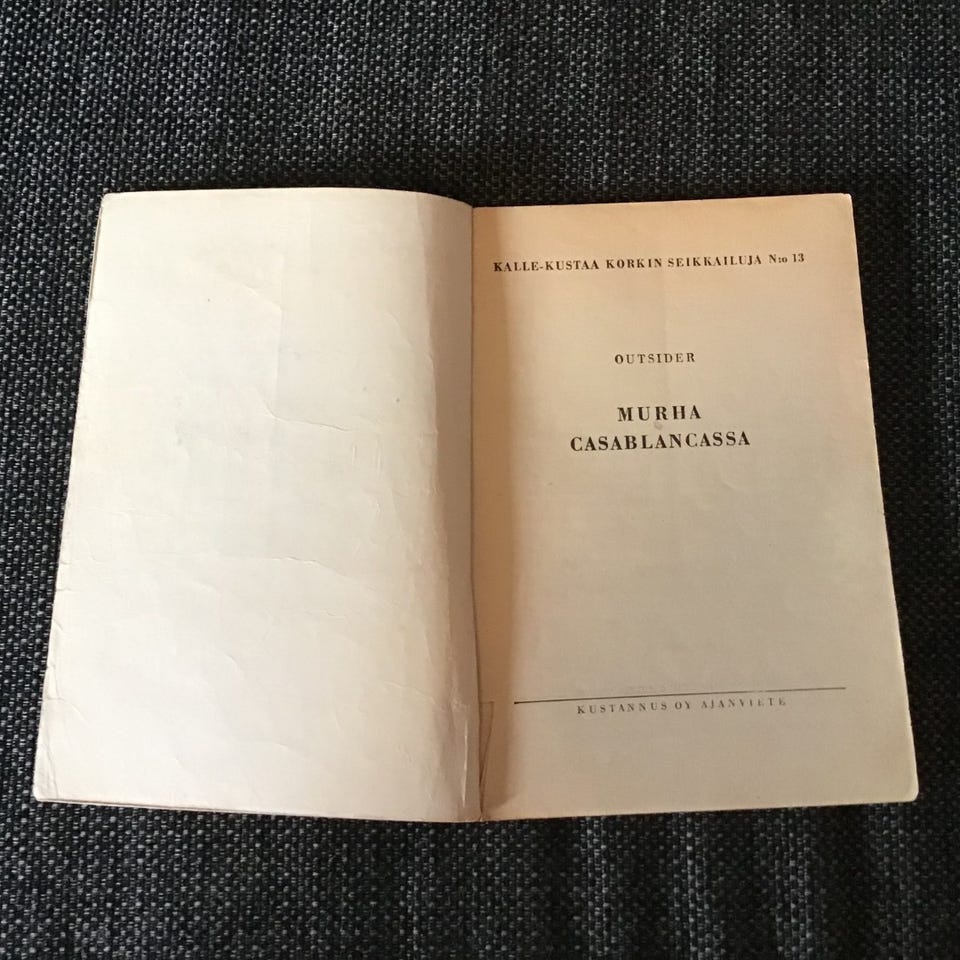 KALLE-KUSTAA KORKIN SEIKKAILUJA N:o 13
OUTSIDER
MURHA
CASABLANCASSA
KUSTANNUS OY AJANVIETE